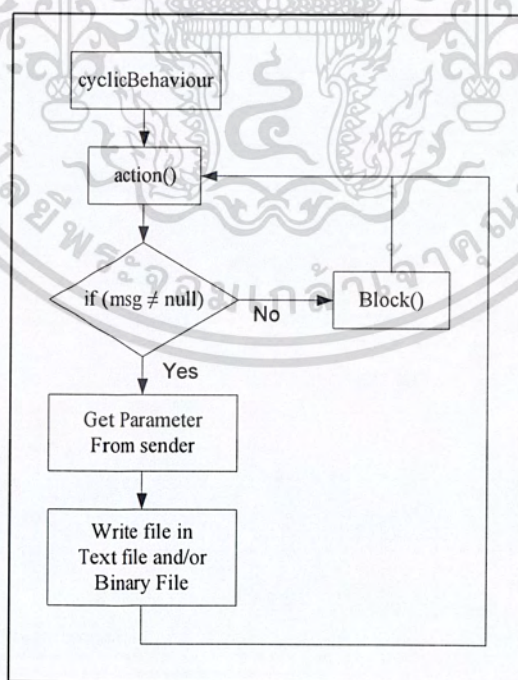 cyclicBehaviour
action()
if (msg ≠ null)
No
Block()
Yes
Get Parameter
From sender
Write file in
Text file and/or
Binary File